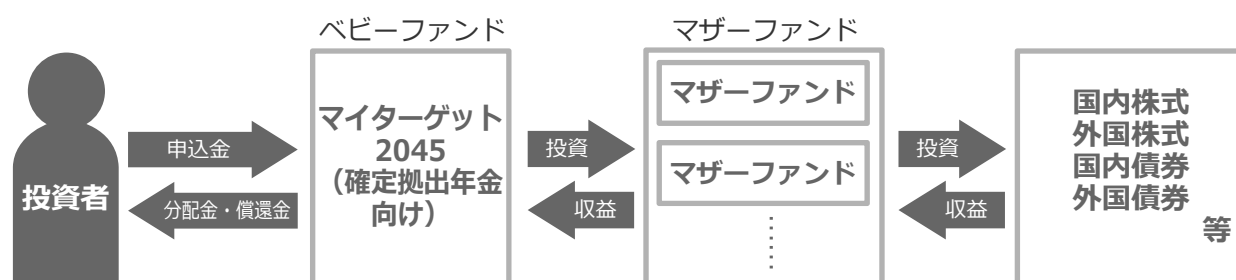 ベビーファンド
マザーファンド
投資者
申込金
分配金・償還金
マイターゲット
2045
（確定拠出年金
向け）
投資
収益
マザーファンド
マザーファンド
投資
収益
国内株式
外国株式
国内債券
外国債券
等